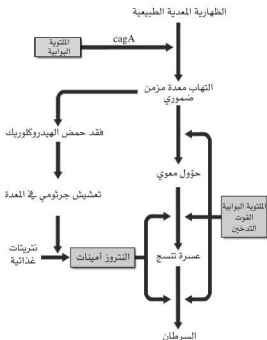 الظهارية المعدية الطبيعية
الملتوية
البوابية
cagA
التهاب معدة مزمن
ضموري
فقد حمض الهيدروكلوريك
حؤول معوي
تعشيش جرثومي في المعدة
الملتوية البوابية
القوت
التدخين
نتريتات
غذائية
النتروز أمينات
عسرة تنسج
السرطان